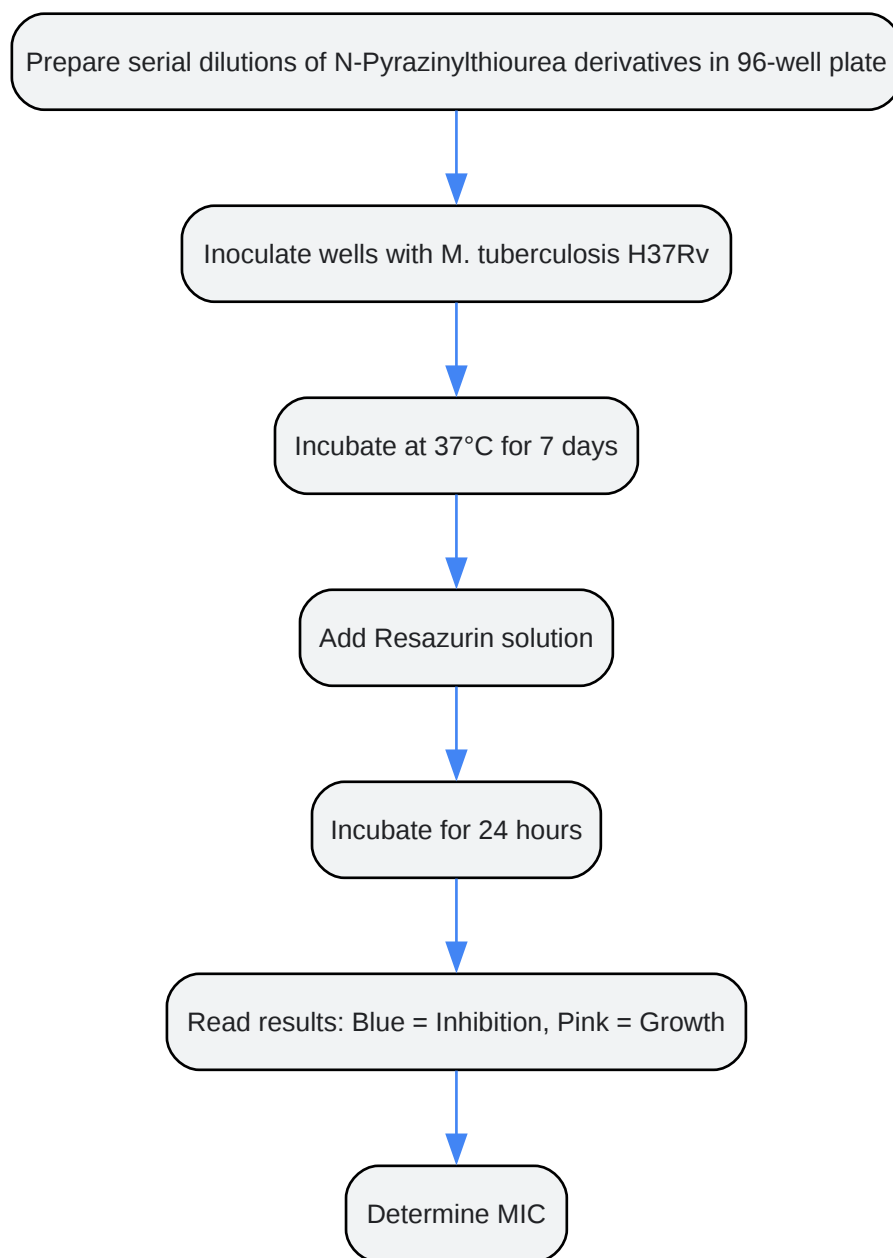 Prepare serial dilutions of N-Pyrazinylthiourea derivatives in 96-well plate
Inoculate wells with M. tuberculosis H37Rv
Incubate at 37°C for 7 days
Add Resazurin solution
Incubate for 24 hours
Read results: Blue = Inhibition, Pink = Growth
Determine MIC